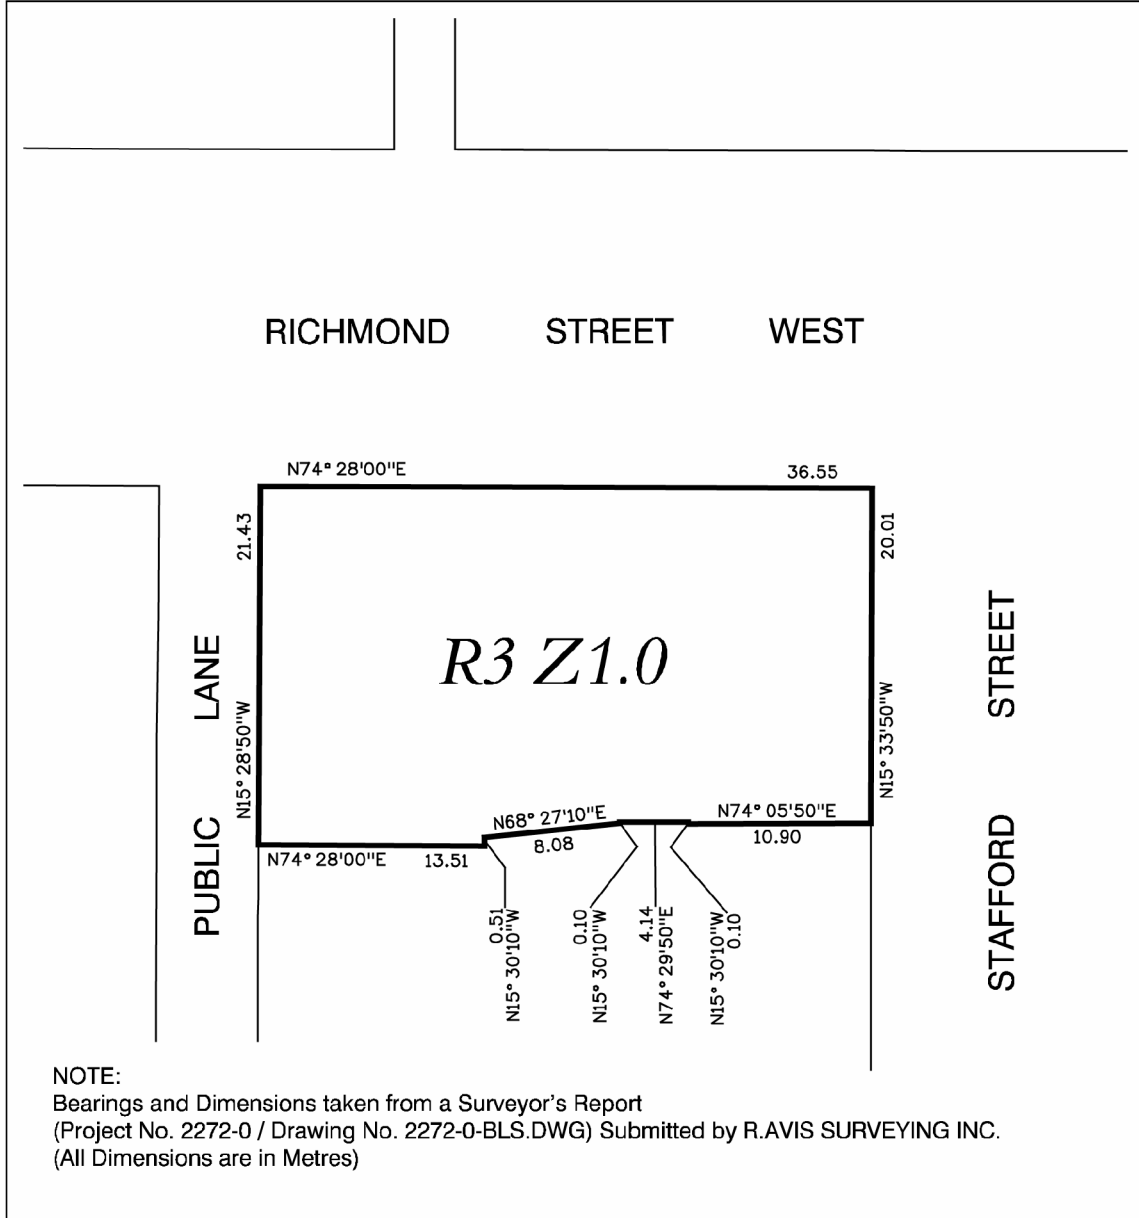 RICHMOND STREET WEST
N74° 28'00"E
36.55
21.43
20.01
PUBLIC LANE
N15° 28'50"W
R3 Z1.0
N15° 33'50"W
STAFFORD STREET
N68° 27'10"E
8.08
N74° 05'50"E
10.90
N74° 28'00"E
13.51
0.51
N15° 30'10"W
0.10
N15° 30'10"W
4.14
N74° 29'50"E
N15° 30'10"W
0.10
NOTE:
Bearings and Dimensions taken from a Surveyor's Report
(Project No. 2272-0 / Drawing No. 2272-0-BLS.DWG) Submitted by R.AVIS SURVEYING INC.
(All Dimensions are in Metres)